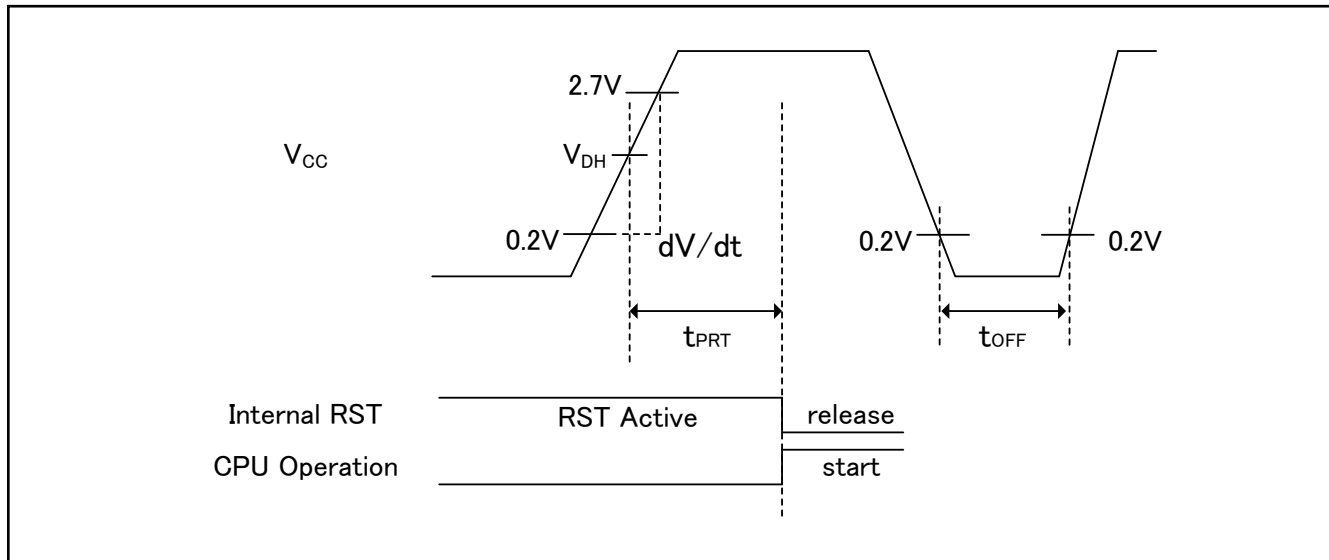 2.7V
VCC
VDH
0.2V
dV/dt
0.2V
0.2V
tPRT
tOFF
Internal RST
RST Active
release
CPU Operation
start